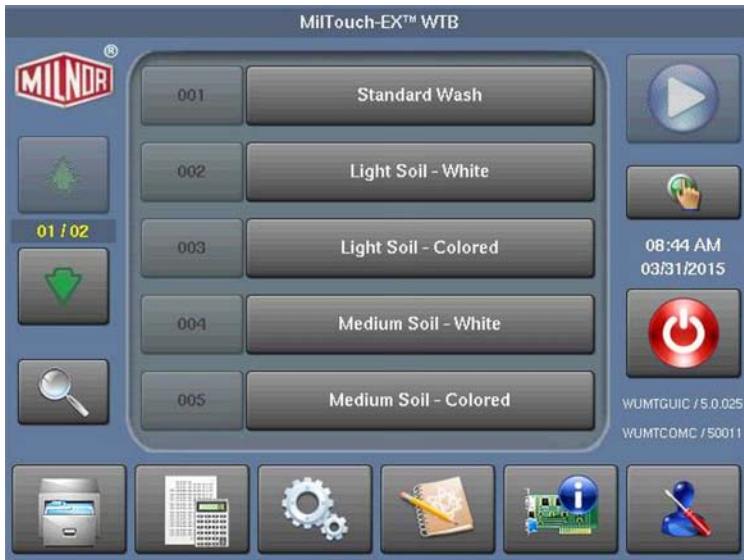 MilTouch-EX™ WTB
MILNOR
®
001 Standard Wash
002 Light Soil - White
003 Light Soil - Colored
004 Medium Soil - White
005 Medium Soil - Colored
01 / 02
08:44 AM
03/31/2015
WUMTGUIC / 5.0.025
WUMTCOMC / 50011